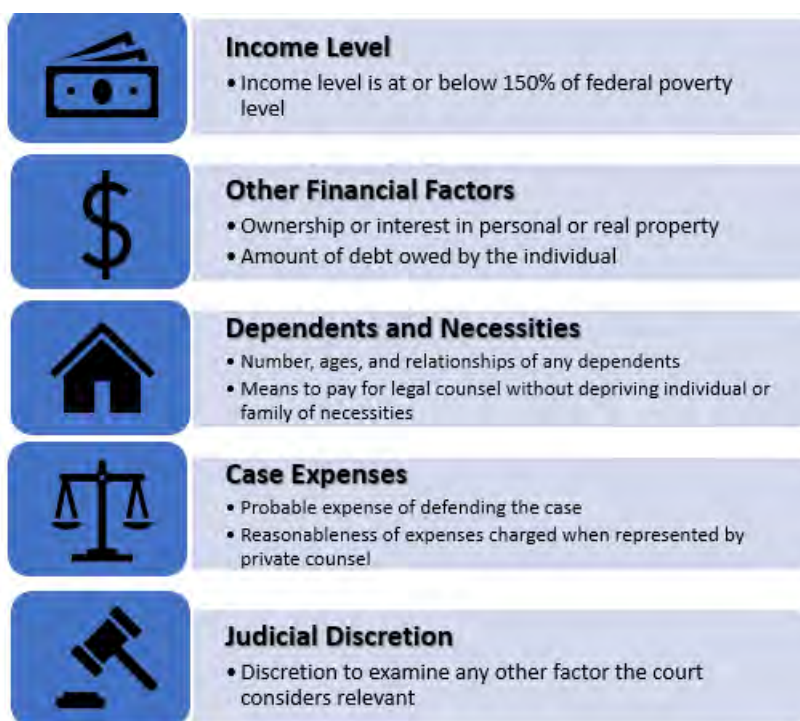 Income Level
• Income level is at or below 150% of federal poverty
level
Other Financial Factors
• Ownership or interest in personal or real property
• Amount of debt owed by the individual
Dependents and Necessities
• Number, ages, and relationships of any dependents
• Means to pay for legal counsel without depriving individual or
family of necessities
Case Expenses
• Probable expense of defending the case
• Reasonableness of expenses charged when represented by
private counsel
Judicial Discretion
• Discretion to examine any other factor the court
considers relevant